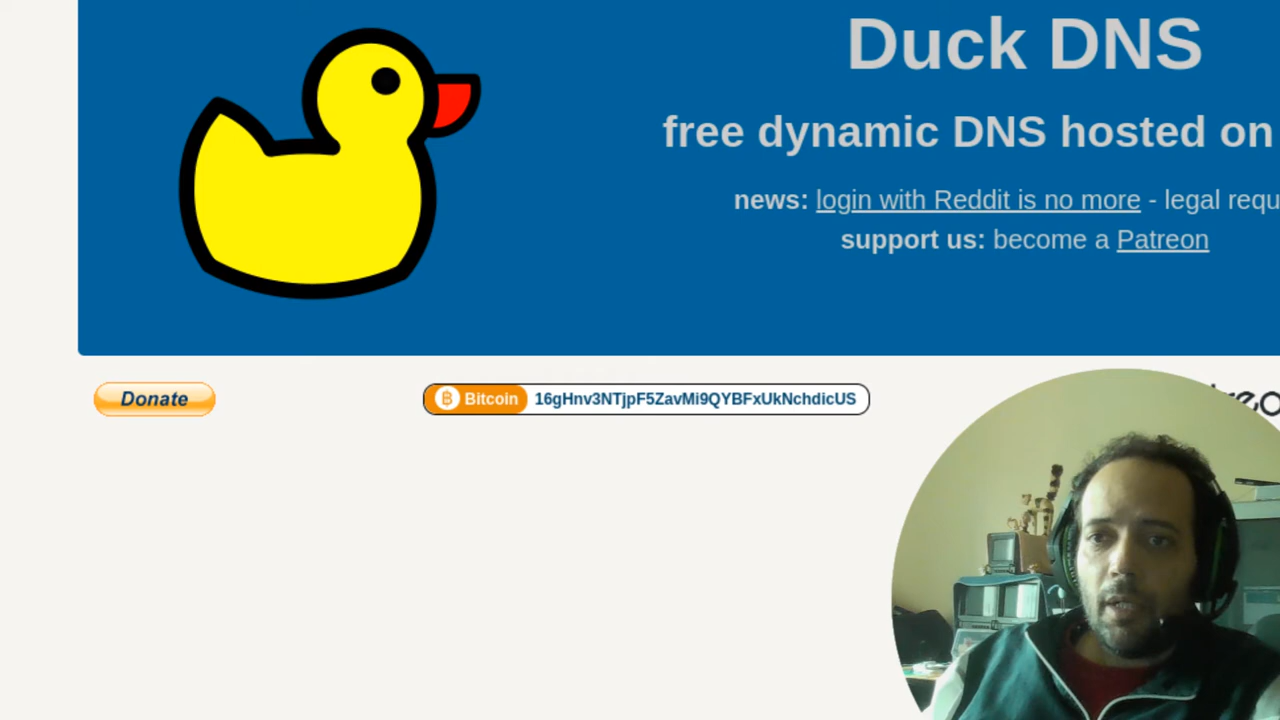 Duck DNS
free dynamic DNS hosted on
news: login with Reddit is no more - legal requ
support us: become a Patreon
Donate
Bitcoin 16gHnv3NTjpF5ZavMi9QYBFxUkNchdicUS